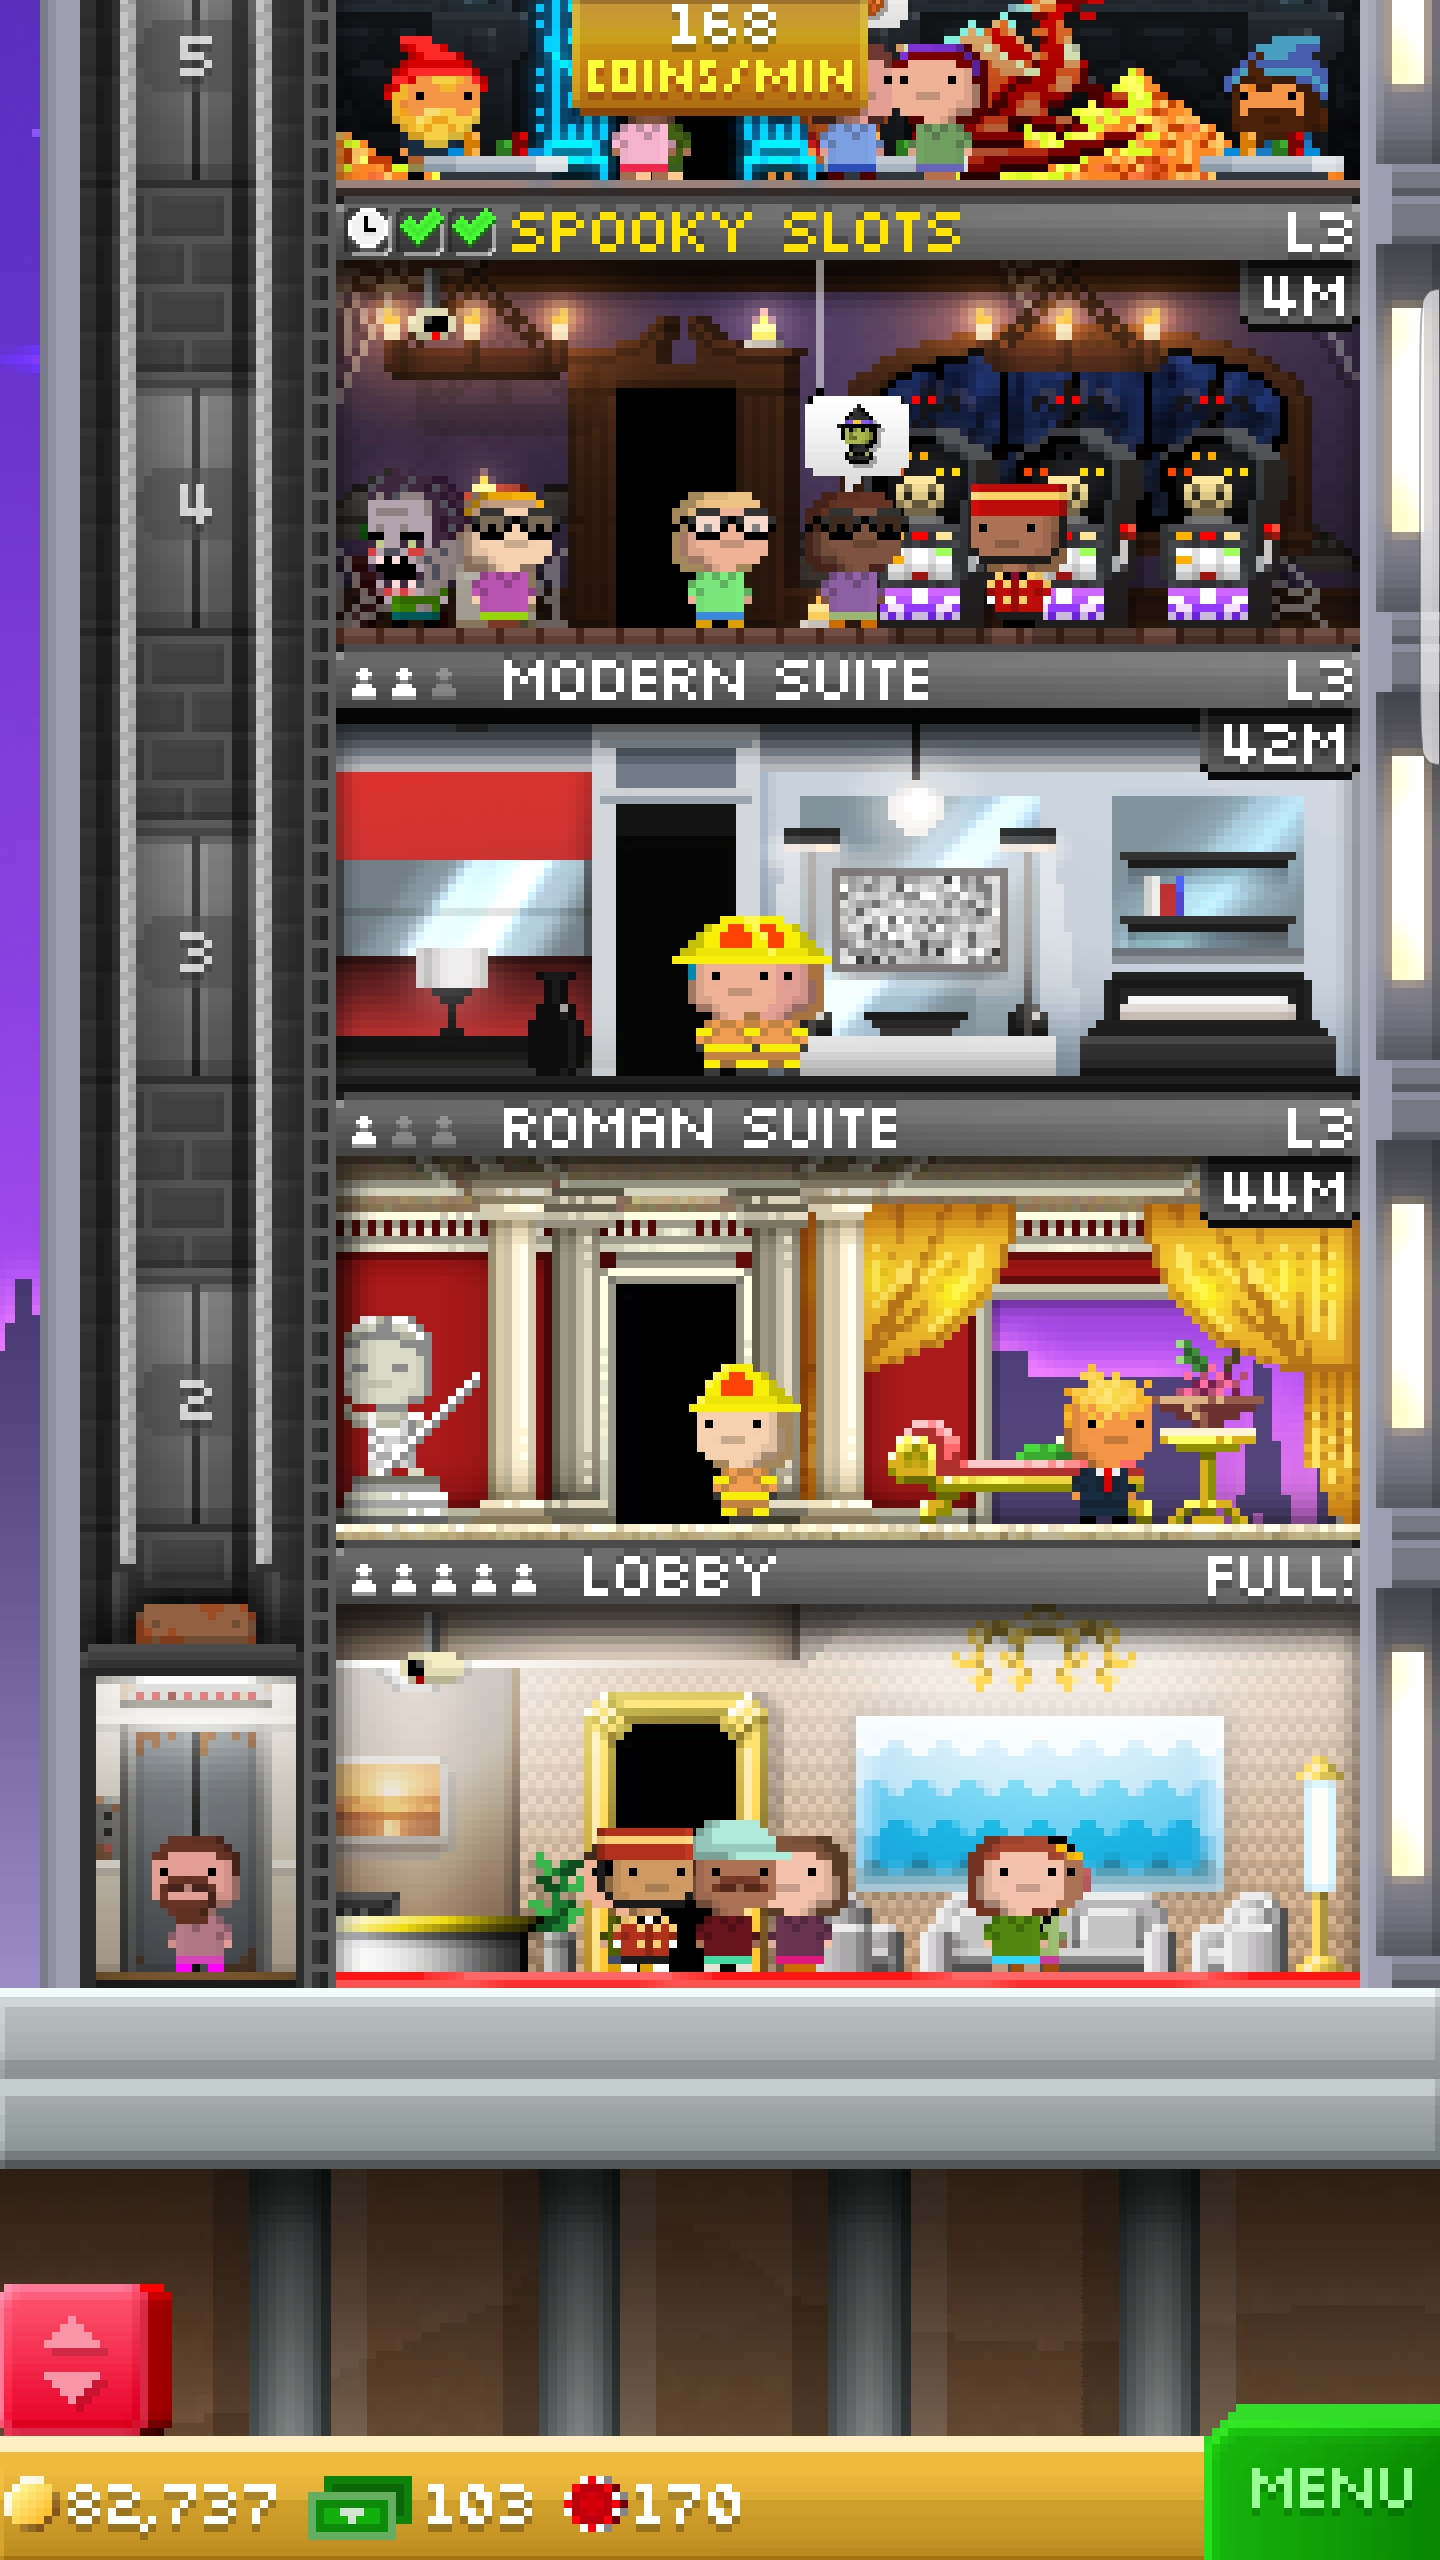 168
COINS/MIN
5
SPOOKY SLOTS L3
4M
4
MODERN SUITE L3
42M
3
ROMAN SUITE L3
44M
2
LOBBY FULL!
82,737 103 170
MENU